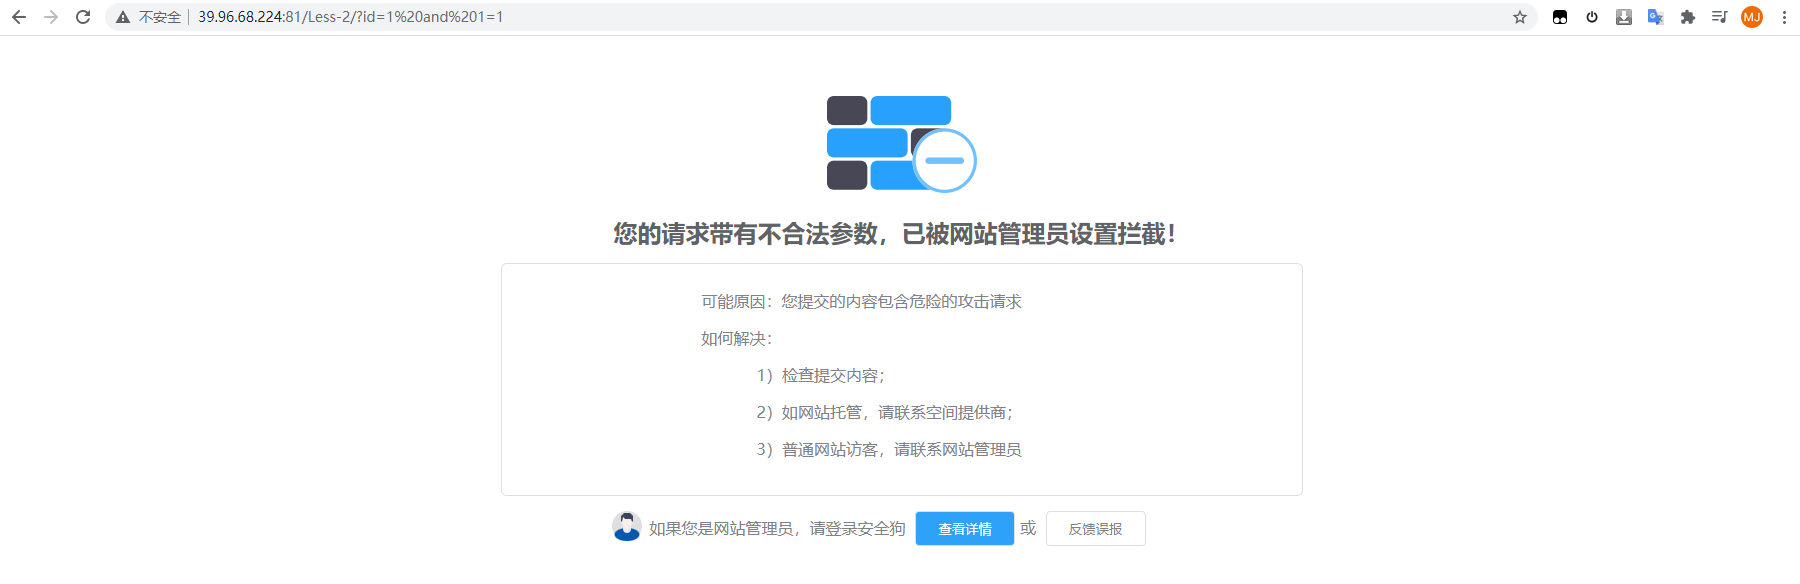 不安全 39.96.68.224:81/Less-2/?id=1%20and%201=1
MJ
您的请求带有不合法参数，已被网站管理员设置拦截！
可能原因：您提交的内容包含危险的攻击请求
如何解决：
1）检查提交内容；
2）如网站托管，请联系空间提供商；
3）普通网站访客，请联系网站管理员
如果您是网站管理员，请登录安全狗 查看详情 或 反馈误报